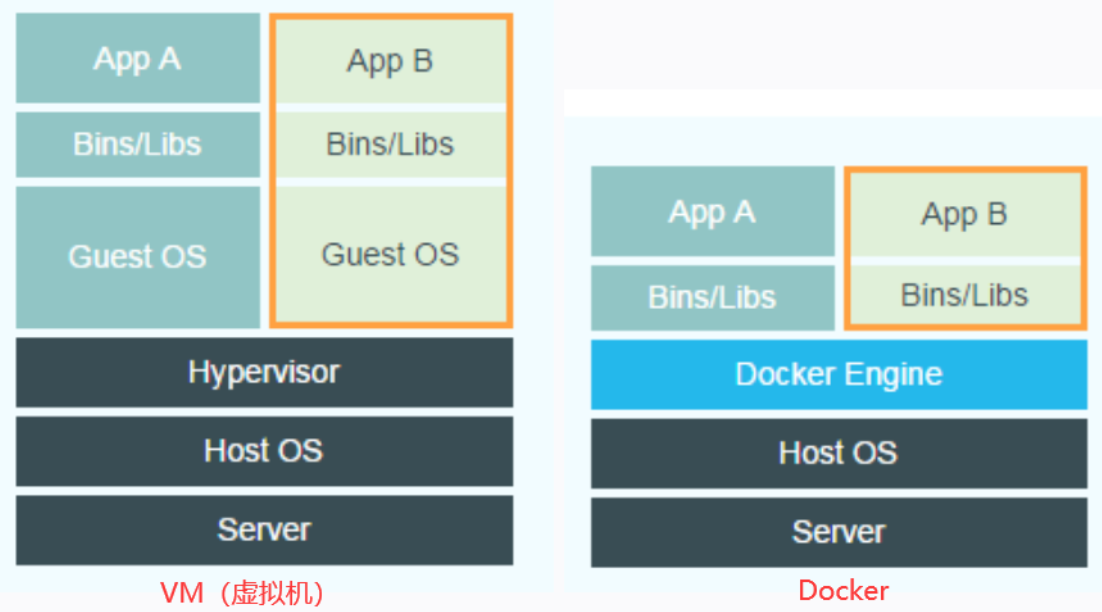 App A
App B
Bins/Libs
Bins/Libs
Guest OS
Guest OS
Hypervisor
Host OS
Server
VM（虚拟机）
App A
App B
Bins/Libs
Bins/Libs
Docker Engine
Host OS
Server
Docker